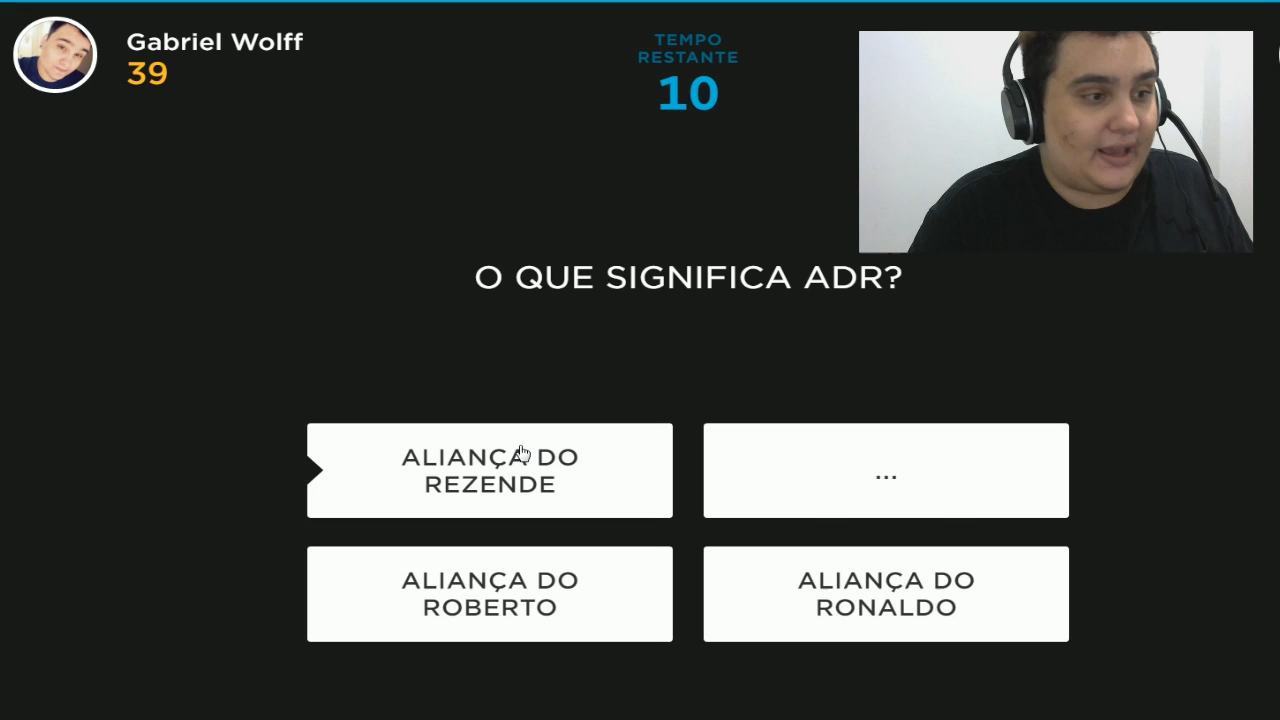 Gabriel Wolff
39
TEMPO
RESTANTE
10
O QUE SIGNIFICA ADR?
ALIANÇA DO
REZENDE
...
ALIANÇA DO
ROBERTO
ALIANÇA DO
RONALDO